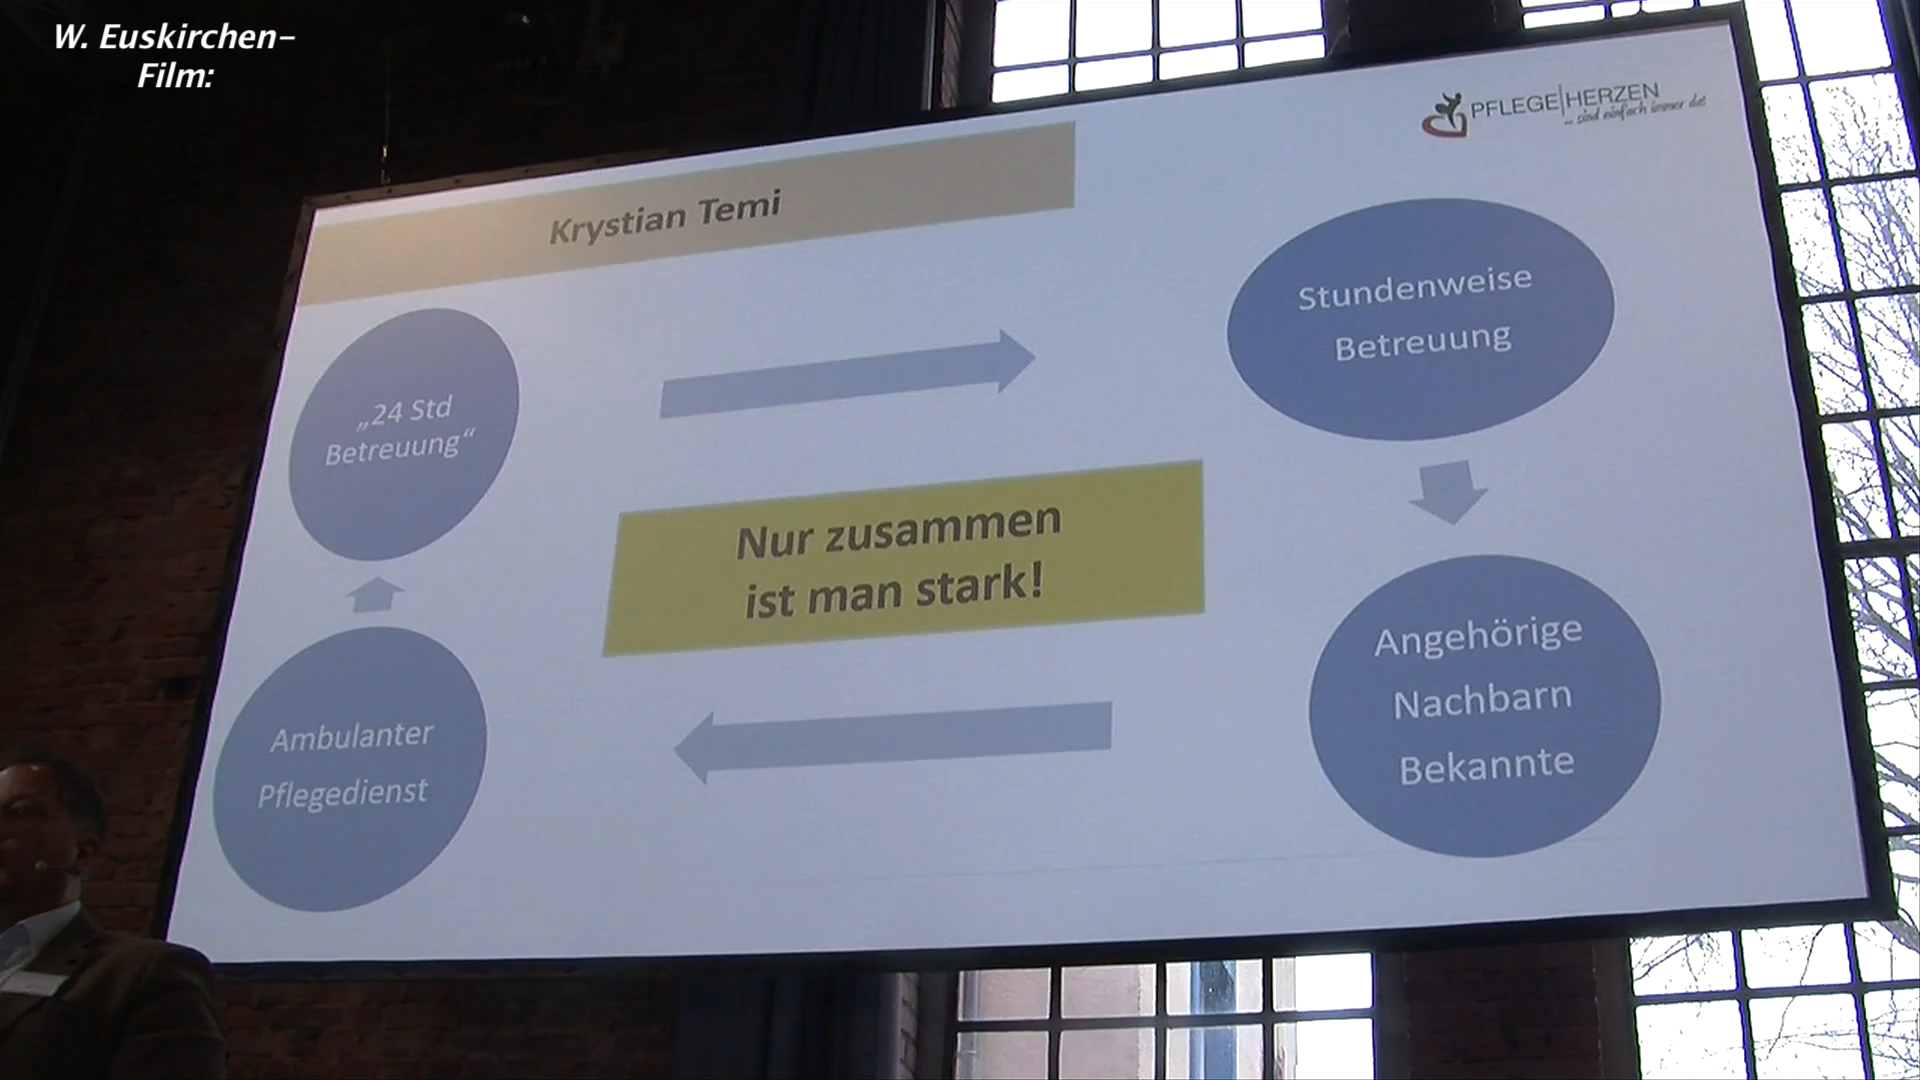 W. Euskirchen-
Film:
PFLEGE|HERZEN
... sind einfach immer da!
Krystian Temi
„24 Std
Betreuung“
Stundenweise
Betreuung
Nur zusammen
ist man stark!
Angehörige
Nachbarn
Bekannte
Ambulanter
Pflegedienst